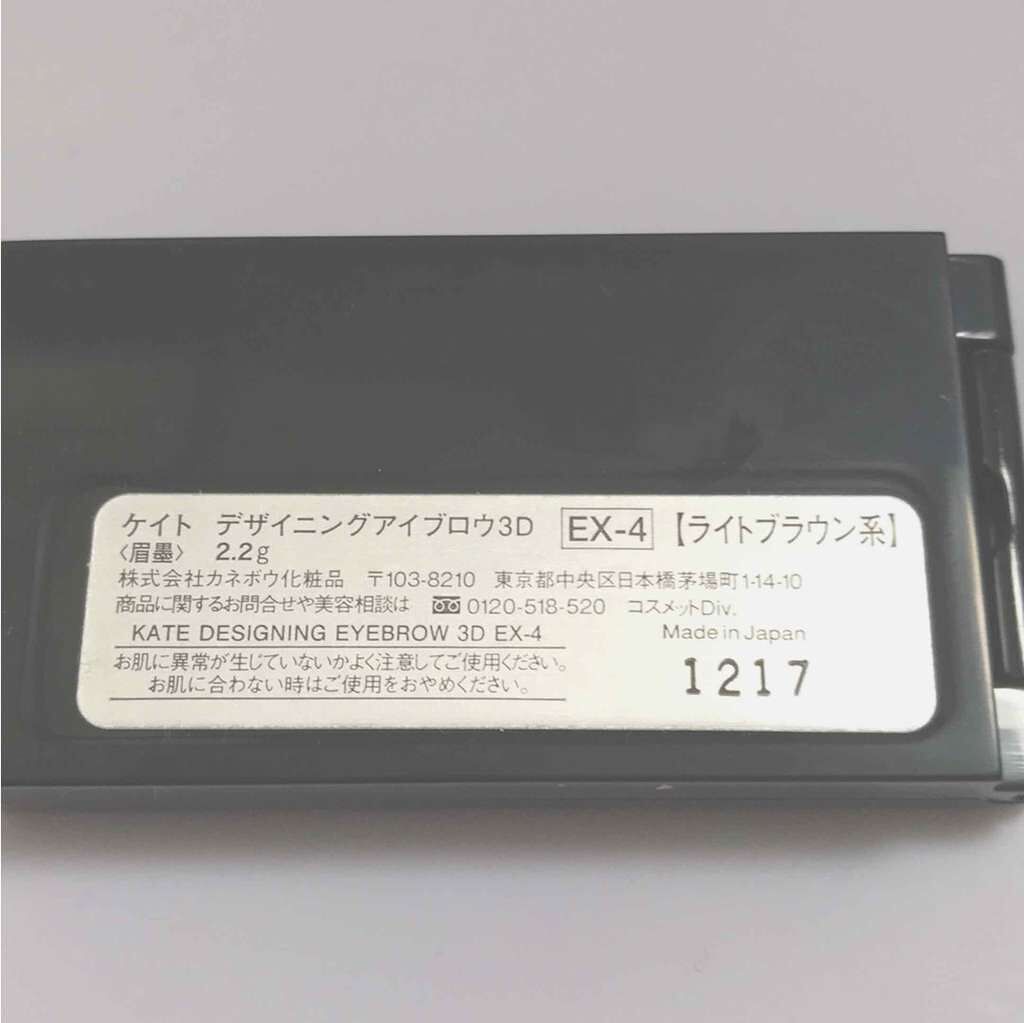 ケイト デザイニングアイブロウ3D EX-4 【ライトブラウン系】
〈眉墨〉 2.2g
株式会社カネボウ化粧品 〒103-8210 東京都中央区日本橋茅場町1-14-10
商品に関するお問合せや美容相談は 0120-518-520 コスメットDiv.
KATE DESIGNING EYEBROW 3D EX-4 Made in Japan
お肌に異常が生じていないかよく注意してご使用ください。
お肌に合わない時はご使用をおやめください。
1217